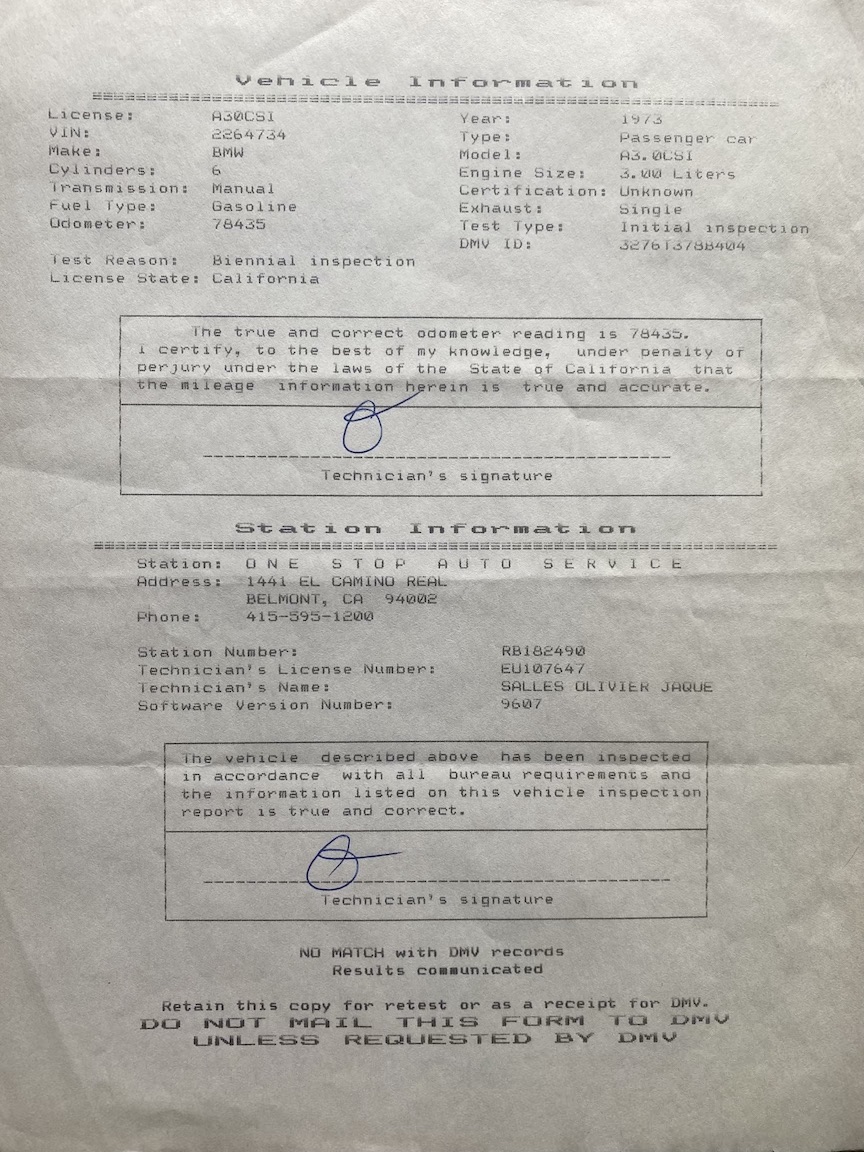 Vehicle Information
License: A30CSI Year: 1973
VIN: 2264734 Type: Passenger car
Make: BMW Model: A3.0CSI
Cylinders: 6 Engine Size: 3.00 Liters
Transmission: Manual Certification: Unknown
Fuel Type: Gasoline Exhaust: Single
Odometer: 78435 Test Type: Initial inspection
DMV ID:
Test Reason: Biennial inspection
License State: California
The true and correct odometer reading is 78435.
I certify, to the best of my knowledge, under penalty of
perjury under the laws of the State of California that
the mileage information herein is true and accurate.
Technician's signature
Station Information
Station: ONE STOP AUTO SERVICE
Address: 1441 EL CAMINO REAL
BELMONT, CA 94002
Phone: 415-595-1200
Station Number: RB182490
Technician's License Number: EU107647
Technician's Name: SALLES OLIVIER JAQUE
Software Version Number: 9607
The vehicle described above has been inspected
in accordance with all bureau requirements and
the information listed on this vehicle inspection
report is true and correct.
Technician's signature
NO MATCH with DMV records
Results communicated
Retain this copy for retest or as a receipt for DMV.
DO NOT MAIL THIS FORM TO DMV
UNLESS REQUESTED BY DMV